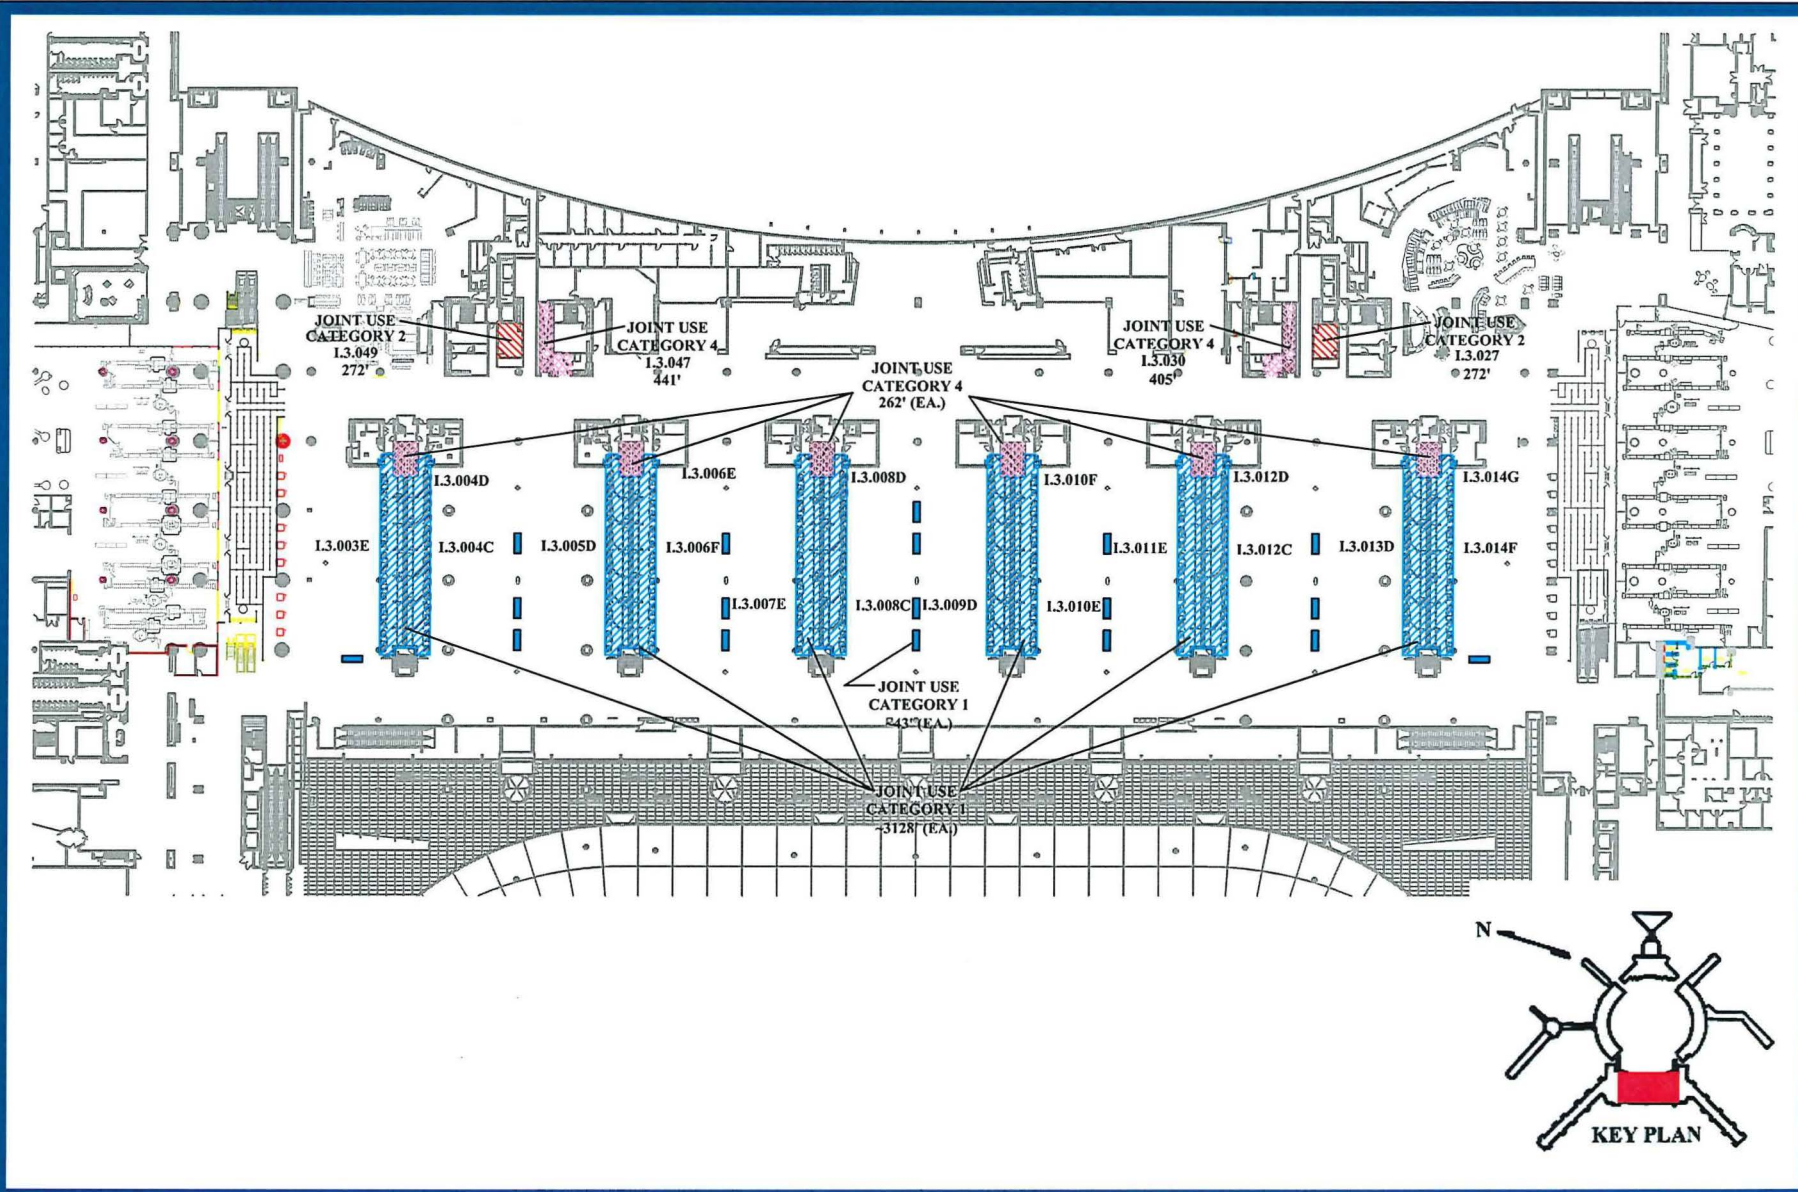 JOINT USE
CATEGORY 2
I.3.049
272'
JOINT USE
CATEGORY 4
I.3.047
441'
JOINT USE
CATEGORY 4
I.3.030
405'
JOINT USE
CATEGORY 2
I.3.027
272'
JOINT USE
CATEGORY 4
262' (EA.)
I.3.004D
I.3.006E
I.3.008D
I.3.010F
I.3.012D
I.3.014G
I.3.003E
I.3.004C
I.3.005D
I.3.006F
I.3.011E
I.3.012C
I.3.013D
I.3.014F
I.3.007E
I.3.008C
I.3.009D
I.3.010E
JOINT USE
CATEGORY 1
~43' (EA.)
JOINT USE
CATEGORY 1
~3128' (EA.)
N
KEY PLAN